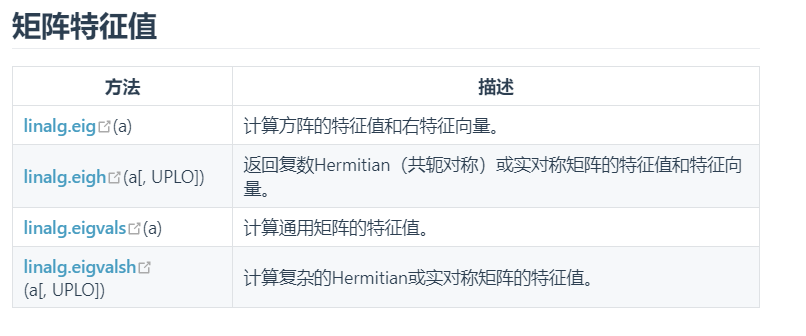 矩阵特征值
方法 描述
linalg.eig(a) 计算方阵的特征值和右特征向量。
linalg.eigh(a[, UPLO]) 返回复数Hermitian（共轭对称）或实对称矩阵的特征值和特征向
量。
linalg.eigvals(a) 计算通用矩阵的特征值。
linalg.eigvalsh
(a[, UPLO]) 计算复杂的Hermitian或实对称矩阵的特征值。